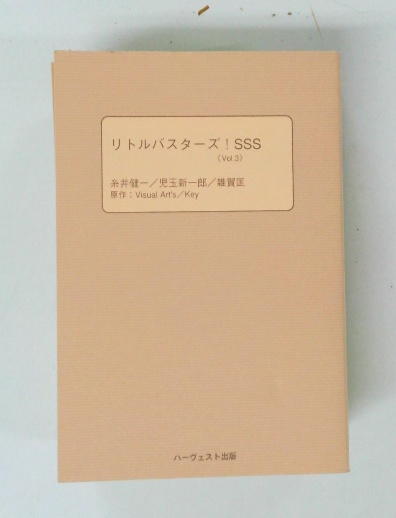 リトルバスターズ！SSS
（Vol.3）
糸井健一／児玉新一郎／雑賀匡
原作：Visual Art's／Key
ハーヴェスト出版